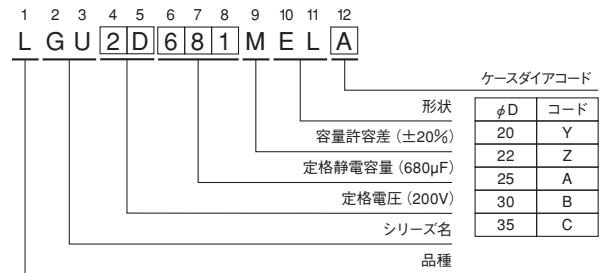 1 2 3 4 5 6 7 8 9 10 11 12
L G U 2 D 6 8 1 M E L A
ケースダイアコード
φD コード
20 Y
22 Z
25 A
30 B
35 C
形状
容量許容差 (±20%)
定格静電容量 (680µF)
定格電圧 (200V)
シリーズ名
品種